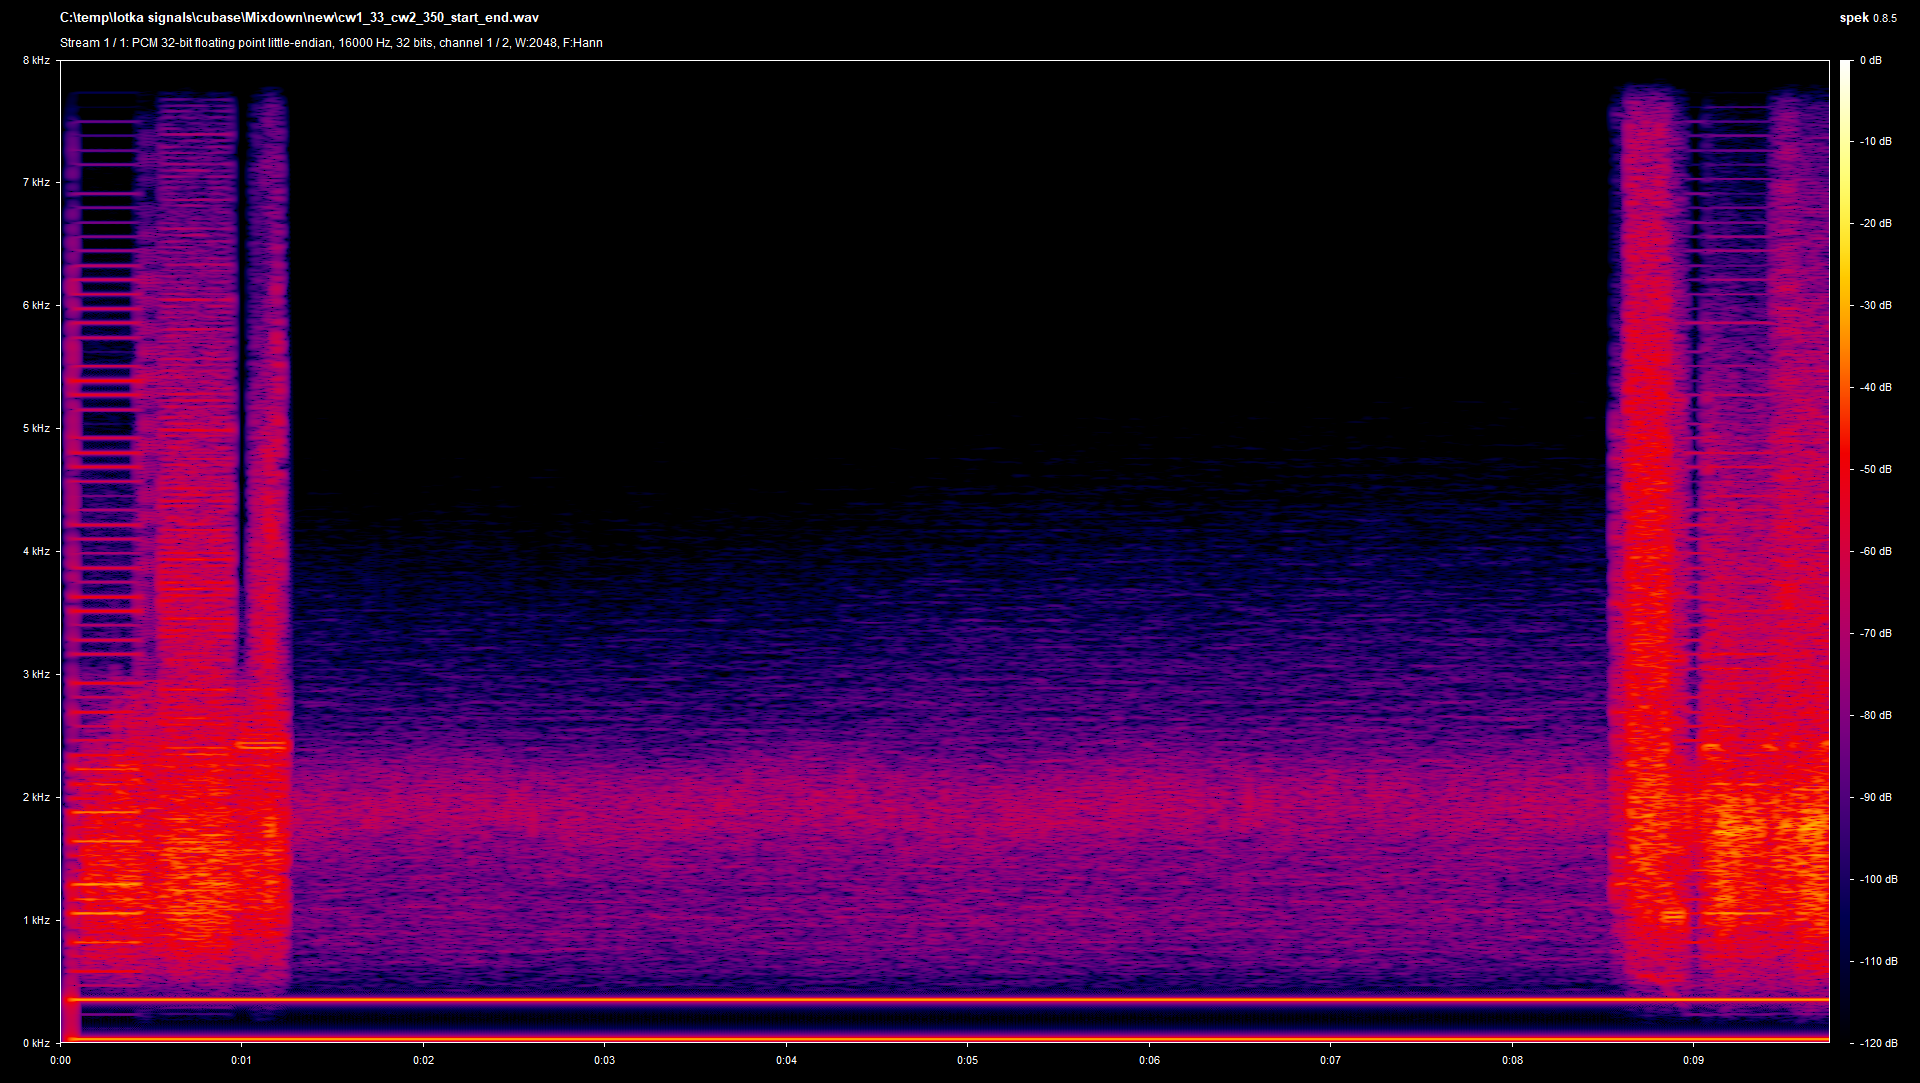 C:\temp\lotka signals\cubase\Mixdown\new\cw1_33_cw2_350_start_end.wav
spek 0.8.5
Stream 1 / 1: PCM 32-bit floating point little-endian, 16000 Hz, 32 bits, channel 1 / 2, W:2048, F:Hann
8 kHz
7 kHz
6 kHz
5 kHz
4 kHz
3 kHz
2 kHz
1 kHz
0 kHz
0:00
0:01
0:02
0:03
0:04
0:05
0:06
0:07
0:08
0:09
0 dB
-10 dB
-20 dB
-30 dB
-40 dB
-50 dB
-60 dB
-70 dB
-80 dB
-90 dB
-100 dB
-110 dB
-120 dB